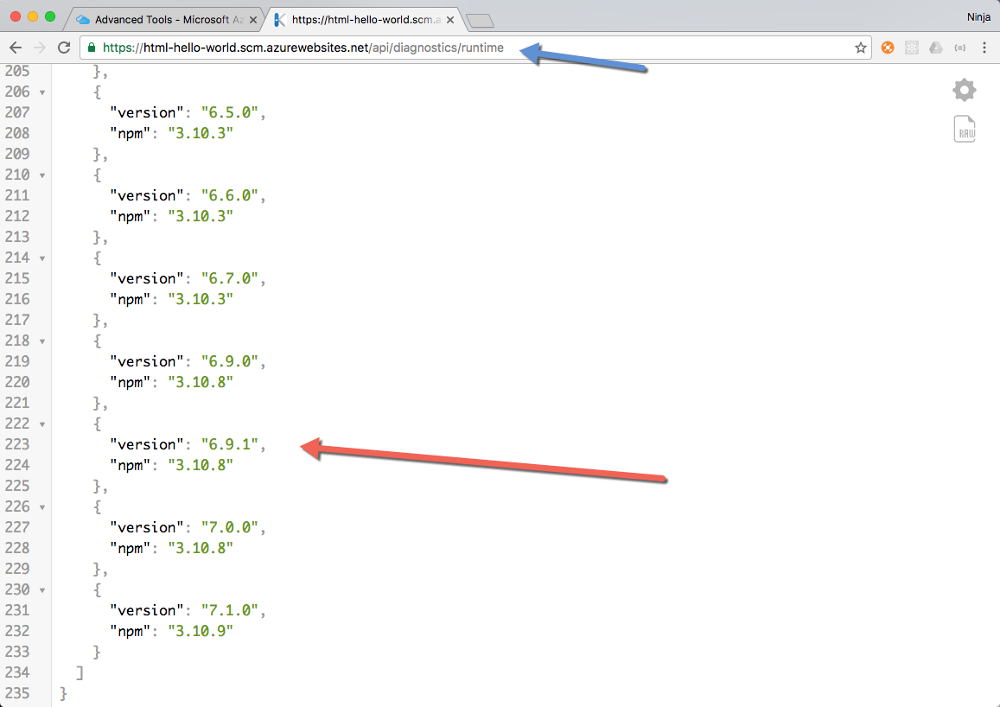 Advanced Tools - Microsoft Az
https://html-hello-world.scm.a
Ninja
https://html-hello-world.scm.azurewebsites.net/api/diagnostics/runtime
205 },
206 {
207 "version": "6.5.0",
208 "npm": "3.10.3"
209 },
210 {
211 "version": "6.6.0",
212 "npm": "3.10.3"
213 },
214 {
215 "version": "6.7.0",
216 "npm": "3.10.3"
217 },
218 {
219 "version": "6.9.0",
220 "npm": "3.10.8"
221 },
222 {
223 "version": "6.9.1",
224 "npm": "3.10.8"
225 },
226 {
227 "version": "7.0.0",
228 "npm": "3.10.8"
229 },
230 {
231 "version": "7.1.0",
232 "npm": "3.10.9"
233 }
234 ]
235 }
RAW